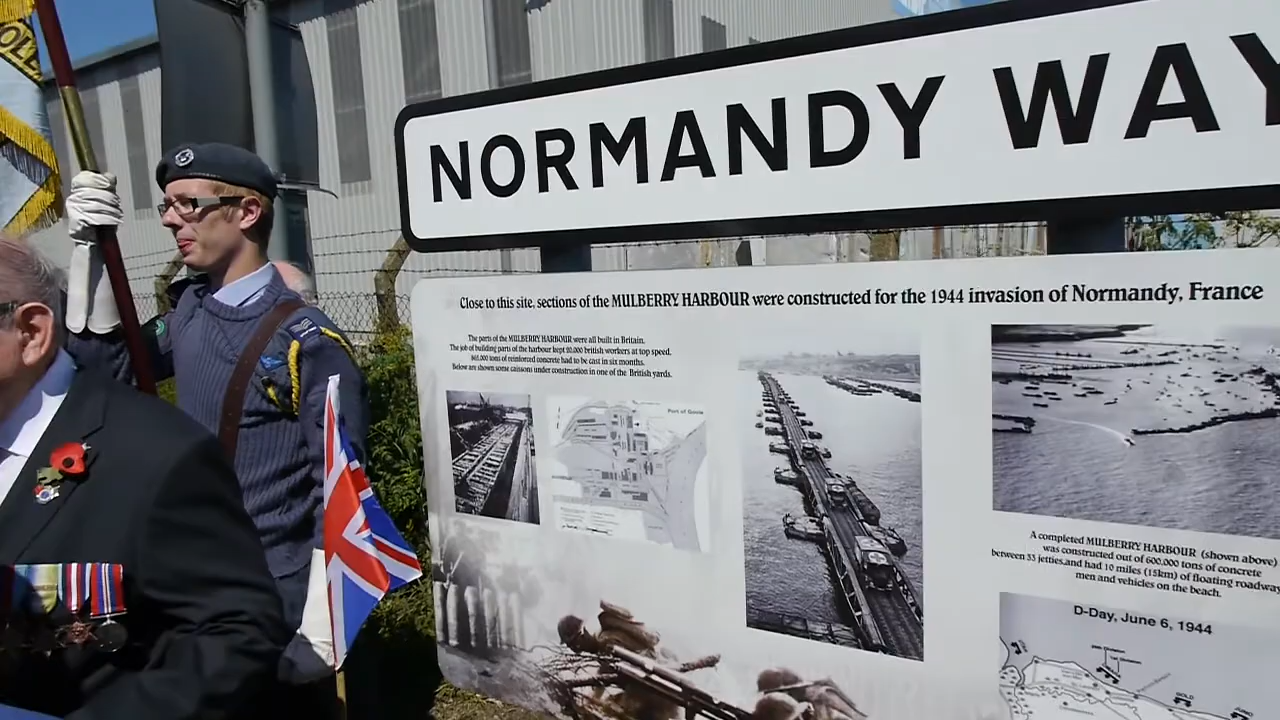 NORMANDY WAY
Close to this site, sections of the MULBERRY HARBOUR were constructed for the 1944 invasion of Normandy, France
The parts of the MULBERRY HARBOUR were all built in Britain.
The job of building parts of the harbour kept 20,000 british workers at top speed.
tons of reinforced concrete had to be cast in six months.
Below are shown some caissons under construction in one of the British yards.
Port of Goole
A completed MULBERRY HARBOUR (shown above)
was constructed out of 600,000 tons of concrete
between 33 jetties,and had 10 miles (15km) of floating roadway
men and vehicles on the beach.
D-Day, June 6, 1944
GOLD